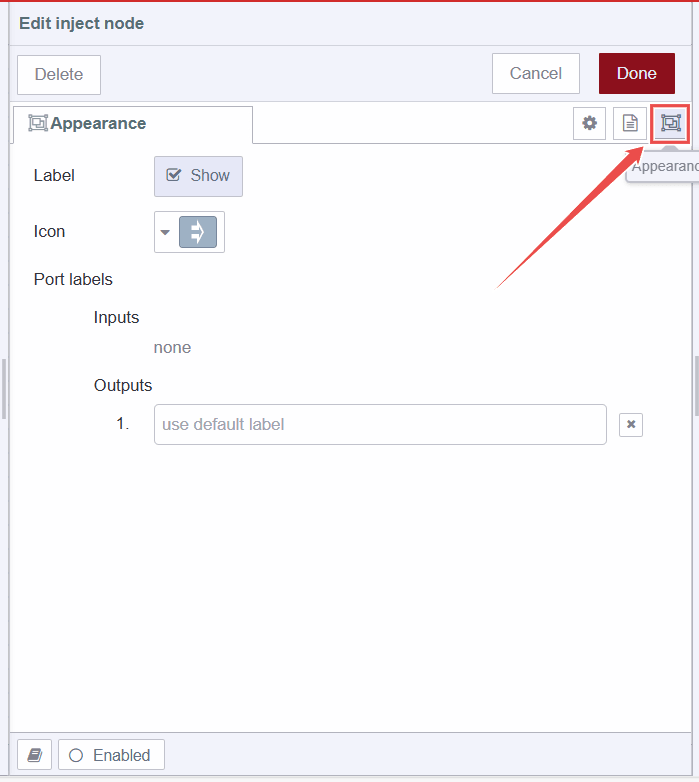 Edit inject node
Delete
Cancel
Done
Appearance
Appearanc
Label
Show
Icon
Port labels
Inputs
none
Outputs
1.
use default label
Enabled